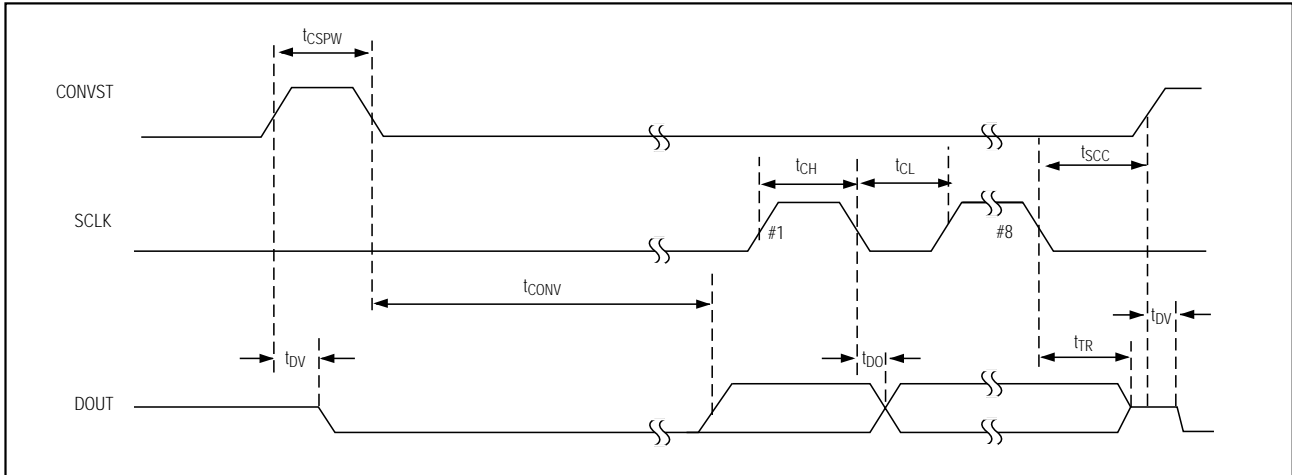 tCSPW
CONVST
tCH
tCL
tSCC
SCLK
#1
#8
tCONV
tDV
tDO
tTR
tDV
DOUT